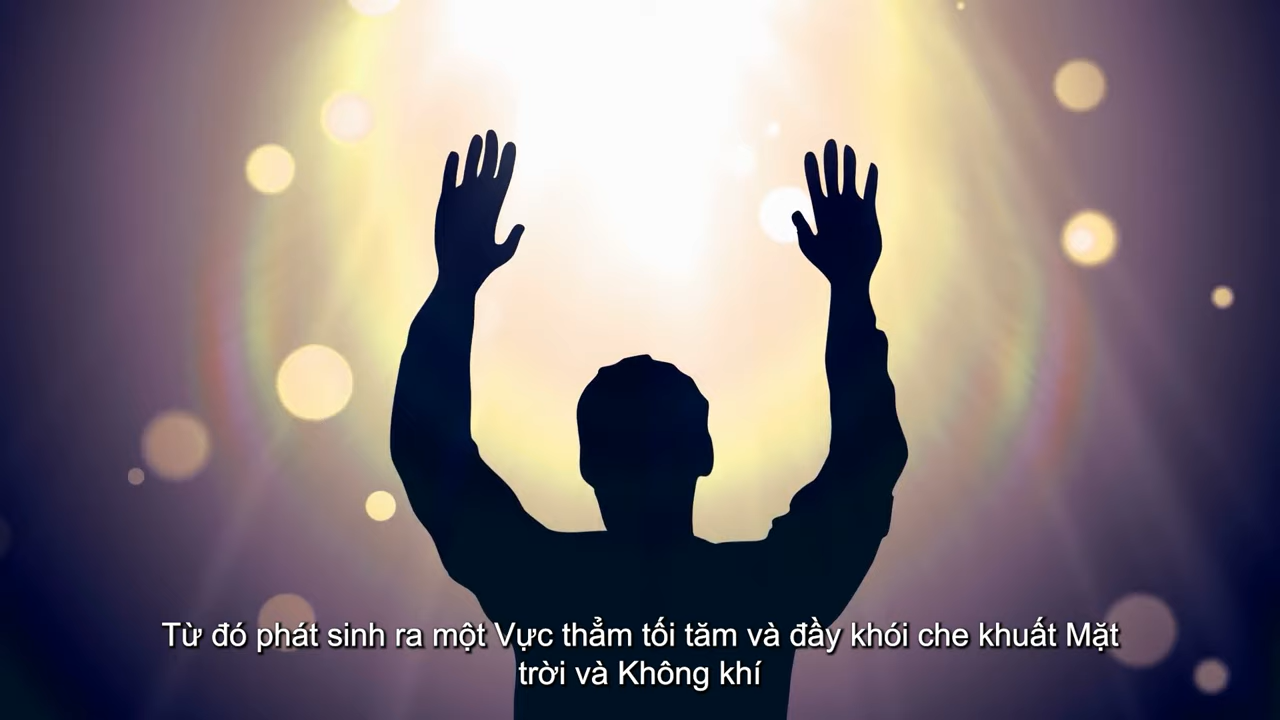 Từ đó phát sinh ra một Vực thẳm tối tăm và đầy khói che khuất Mặt
trời và Không khí